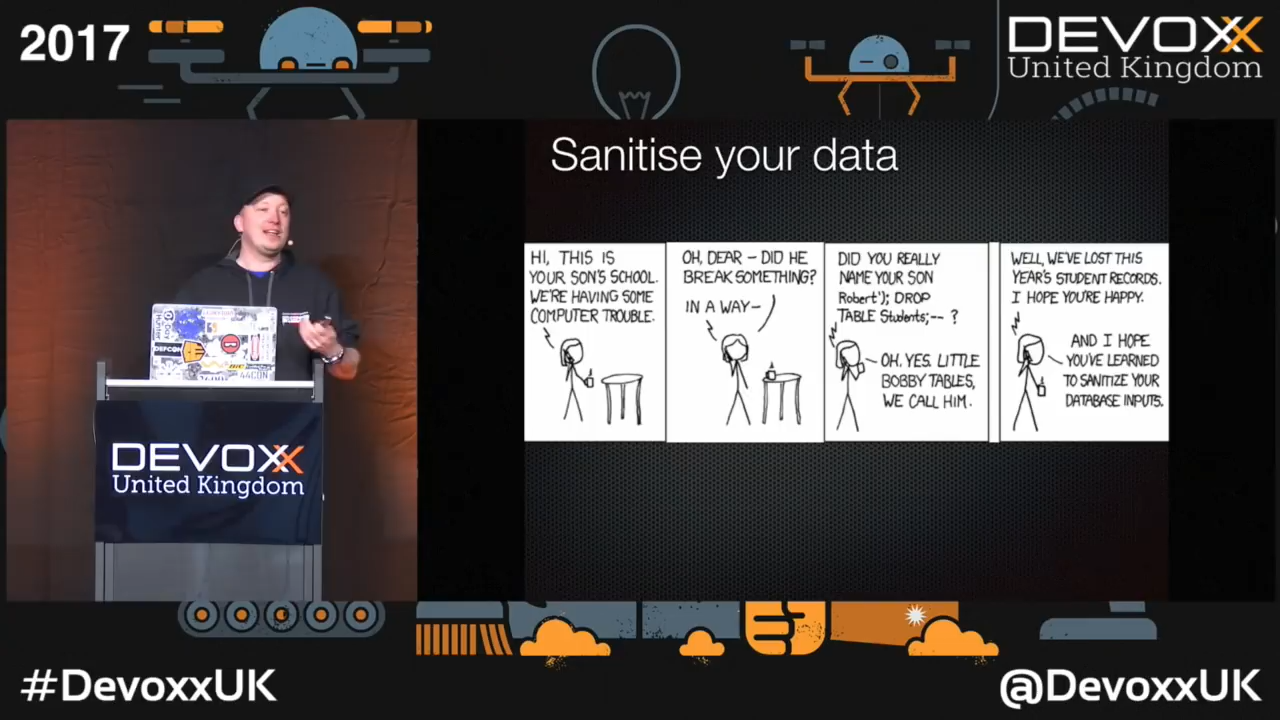 2017
DEVOXX
United Kingdom
Sanitise your data
HI, THIS IS
YOUR SON'S SCHOOL.
WE'RE HAVING SOME
COMPUTER TROUBLE.
OH, DEAR – DID HE
BREAK SOMETHING?
IN A WAY–
DID YOU REALLY
NAME YOUR SON
Robert'); DROP
TABLE Students;-- ?
OH, YES. LITTLE
BOBBY TABLES,
WE CALL HIM.
WELL, WE'VE LOST THIS
YEAR'S STUDENT RECORDS.
I HOPE YOU'RE HAPPY.
AND I HOPE
YOU'VE LEARNED
TO SANITIZE YOUR
DATABASE INPUTS.
DEFCON
44CON
DEVOXX
United Kingdom
#DevoxxUK
@DevoxxUK